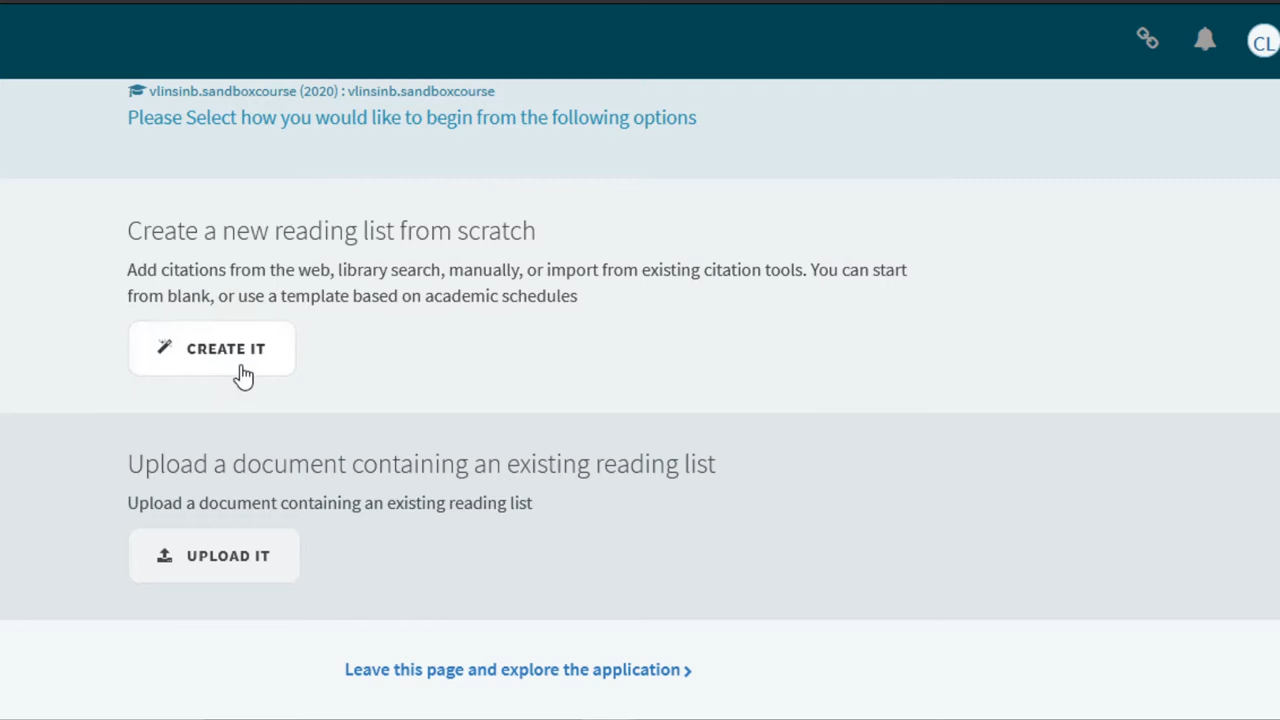 CL
vlinsinb.sandboxcourse (2020) : vlinsinb.sandboxcourse
Please Select how you would like to begin from the following options
Create a new reading list from scratch
Add citations from the web, library search, manually, or import from existing citation tools. You can start
from blank, or use a template based on academic schedules
CREATE IT
Upload a document containing an existing reading list
Upload a document containing an existing reading list
UPLOAD IT
Leave this page and explore the application